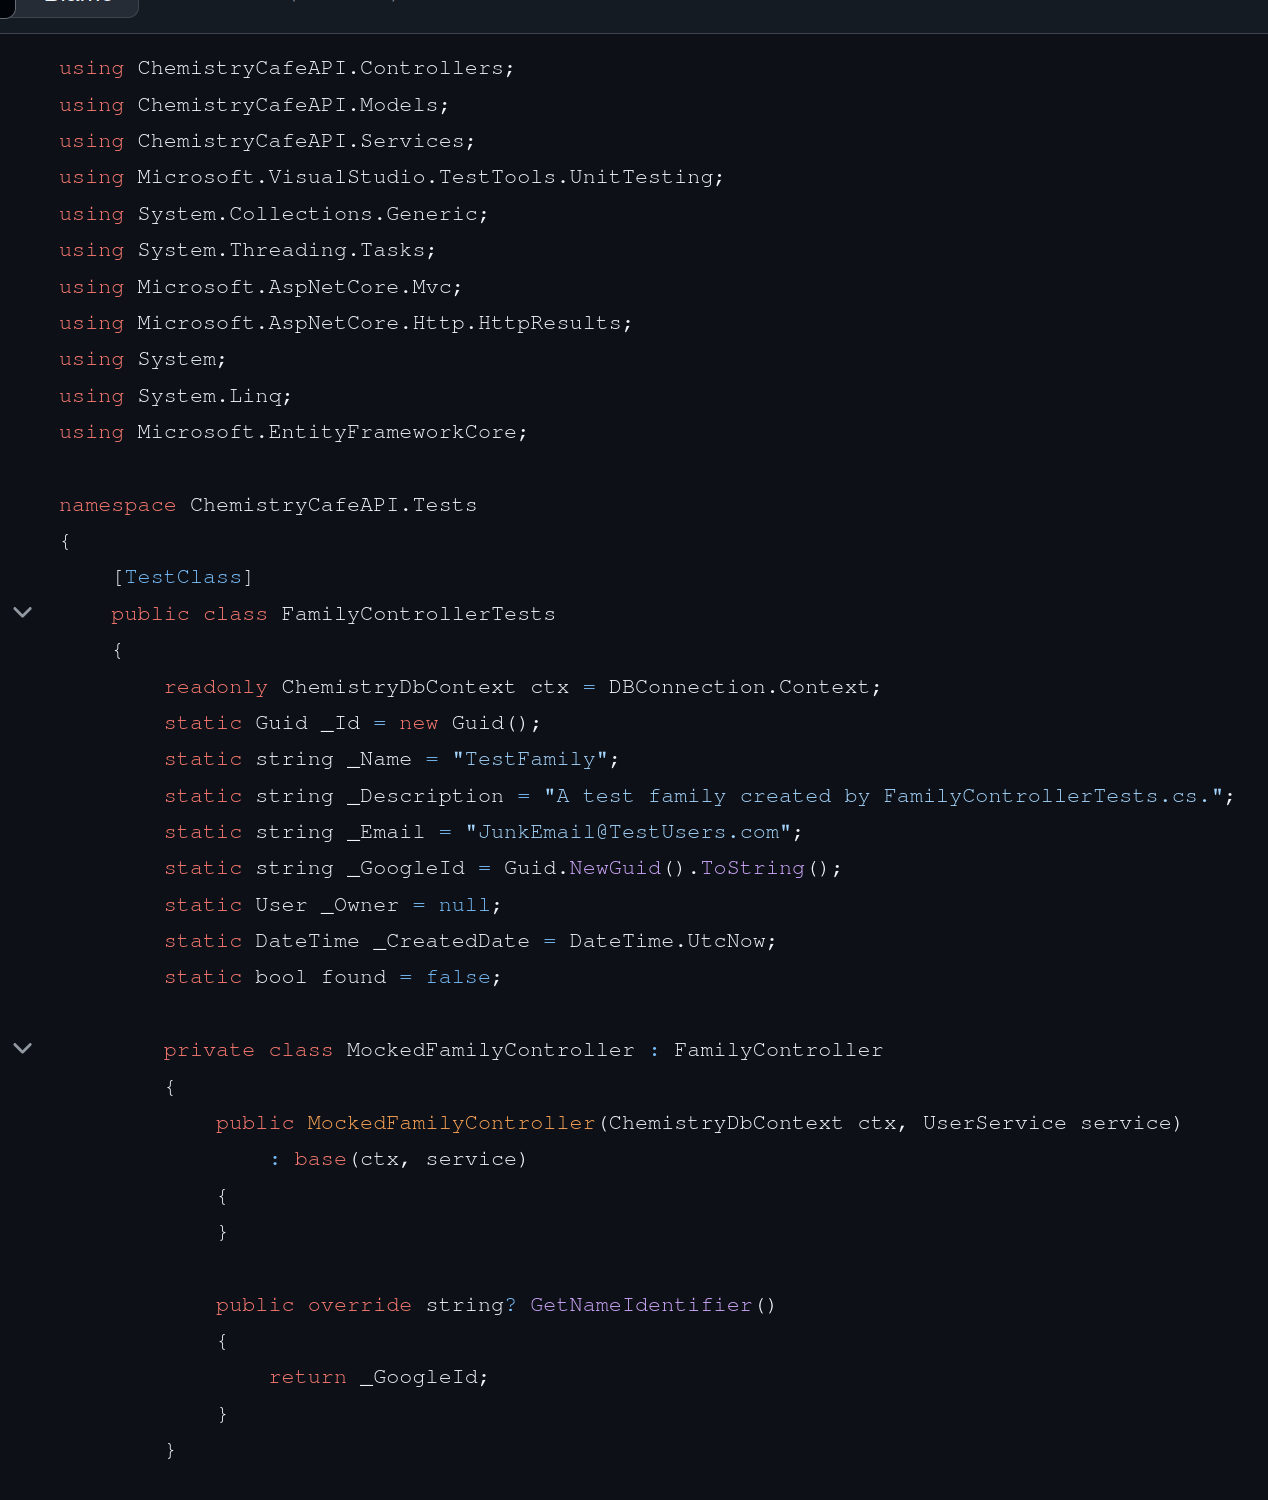 using ChemistryCafeAPI.Controllers;
using ChemistryCafeAPI.Models;
using ChemistryCafeAPI.Services;
using Microsoft.VisualStudio.TestTools.UnitTesting;
using System.Collections.Generic;
using System.Threading.Tasks;
using Microsoft.AspNetCore.Mvc;
using Microsoft.AspNetCore.Http.HttpResults;
using System;
using System.Linq;
using Microsoft.EntityFrameworkCore;

namespace ChemistryCafeAPI.Tests
{
    [TestClass]
    public class FamilyControllerTests
    {
        readonly ChemistryDbContext ctx = DBConnection.Context;
        static Guid _Id = new Guid();
        static string _Name = "TestFamily";
        static string _Description = "A test family created by FamilyControllerTests.cs.";
        static string _Email = "JunkEmail@TestUsers.com";
        static string _GoogleId = Guid.NewGuid().ToString();
        static User _Owner = null;
        static DateTime _CreatedDate = DateTime.UtcNow;
        static bool found = false;

        private class MockedFamilyController : FamilyController
        {
            public MockedFamilyController(ChemistryDbContext ctx, UserService service)
                : base(ctx, service)
            {
            }

            public override string? GetNameIdentifier()
            {
                return _GoogleId;
            }
        }